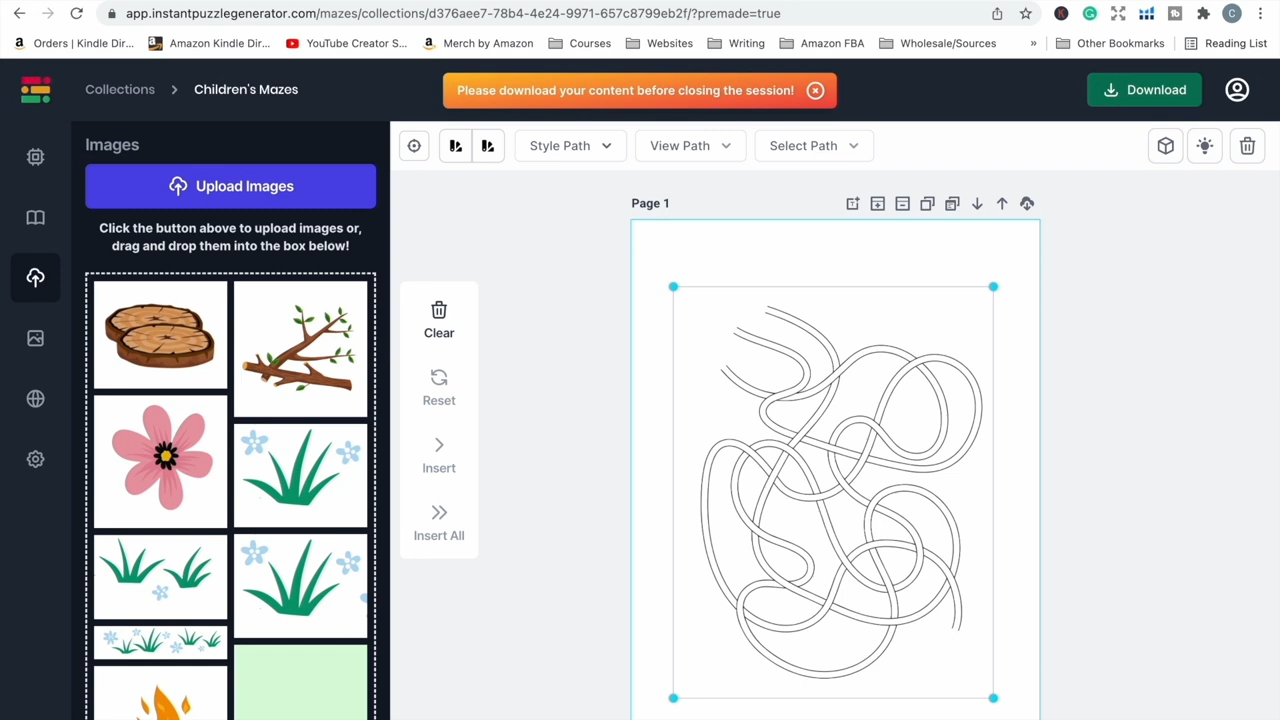 app.instantpuzzlegenerator.com/mazes/collections/d376aee7-78b4-4e24-9971-657c8799eb2f/?premade=true
K
G
C
Orders | Kindle Dir...
Amazon Kindle Dir...
YouTube Creator S...
Merch by Amazon
Courses
Websites
Writing
Amazon FBA
Wholesale/Sources
»
Other Bookmarks
Reading List
Collections > Children's Mazes
Please download your content before closing the session!
Download
Images
Style Path
View Path
Select Path
Upload Images
Click the button above to upload images or,
drag and drop them into the box below!
Page 1
Clear
Reset
Insert
Insert All